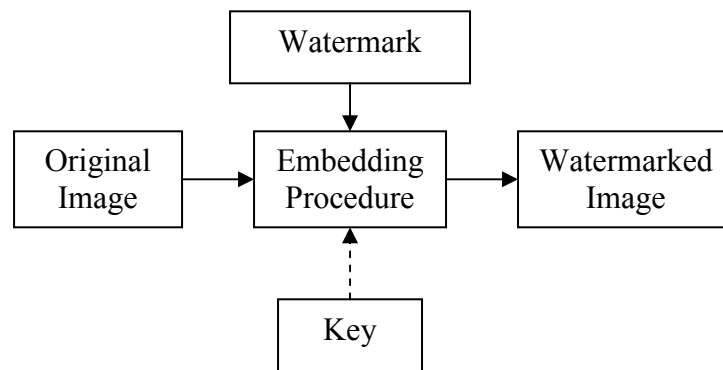 Watermark
Original
Image
Embedding
Procedure
Watermarked
Image
Key